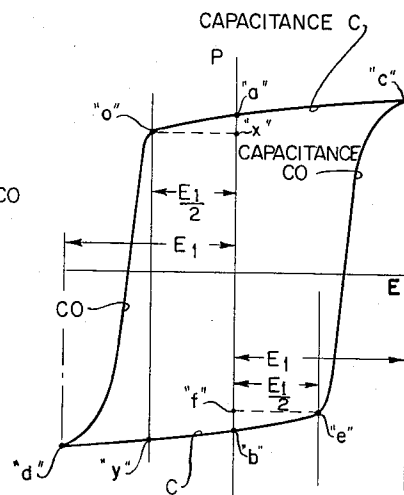 CAPACITANCE C
P
"a"
"c"
"o"
"x"
CAPACITANCE
CO
E1
2
CO
E1
E
CO
E1
E1
2
"f"
"e"
"d"
"y"
"b"
C